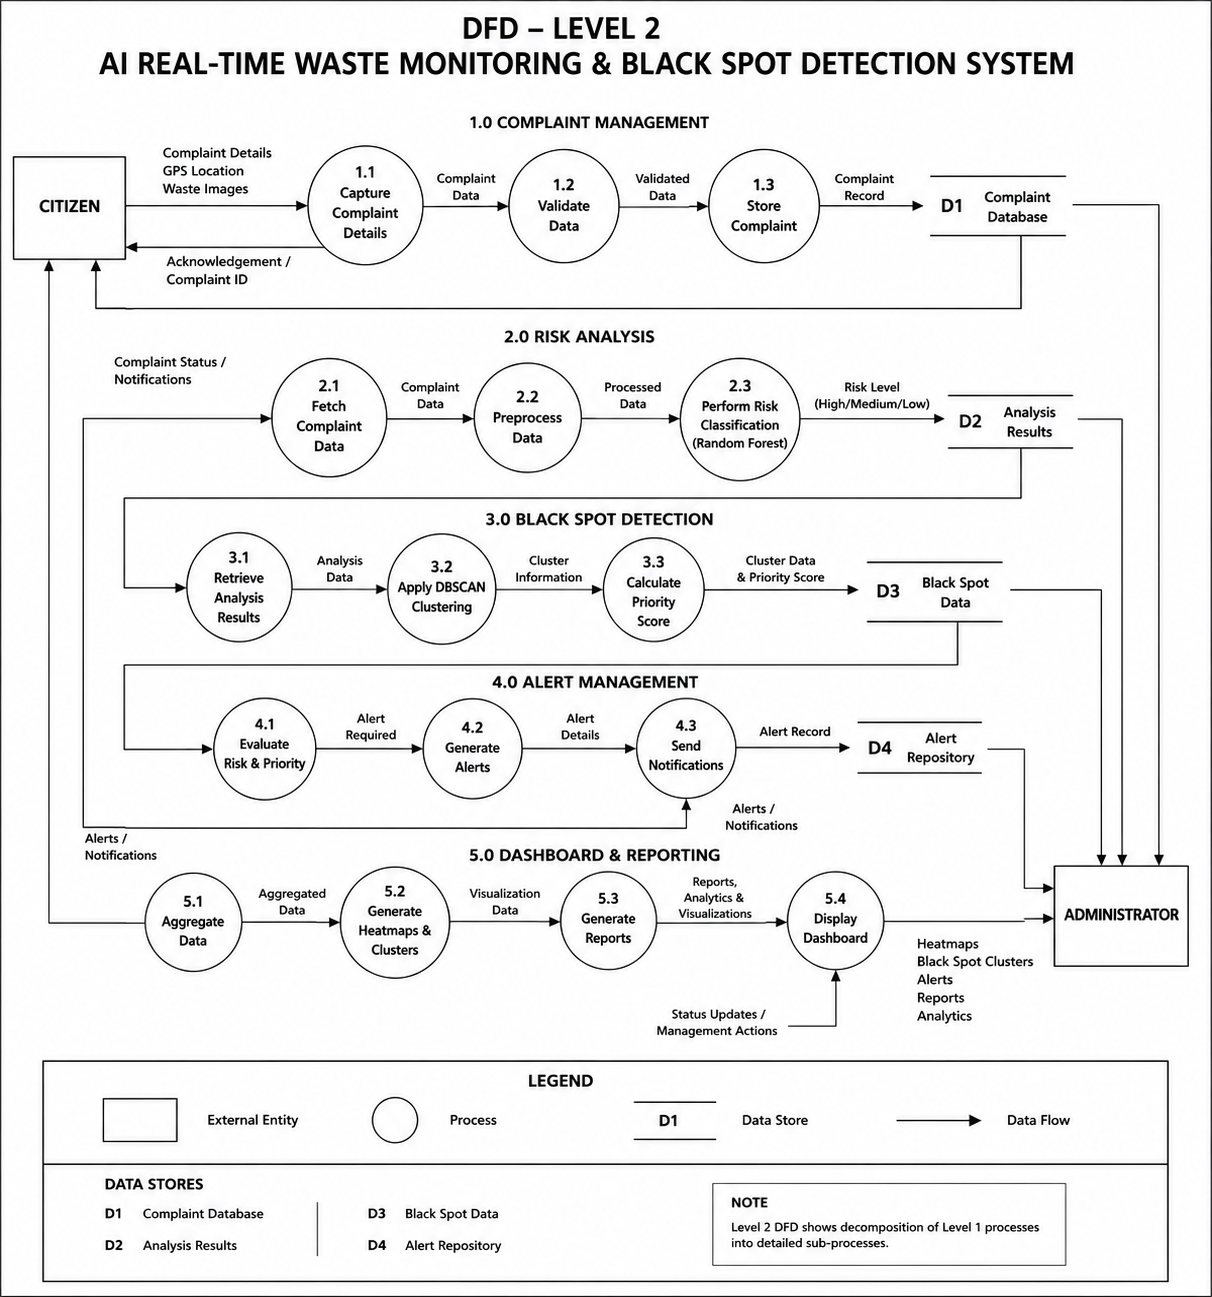 DFD – LEVEL 2
AI REAL-TIME WASTE MONITORING & BLACK SPOT DETECTION SYSTEM
1.0 COMPLAINT MANAGEMENT
CITIZEN
Complaint Details
GPS Location
Waste Images
1.1
Capture
Complaint
Details
Complaint
Data
1.2
Validate
Data
Validated
Data
1.3
Store
Complaint
Complaint
Record
D1
Complaint
Database
Acknowledgement /
Complaint ID
2.0 RISK ANALYSIS
Complaint Status /
Notifications
2.1
Fetch
Complaint
Data
Complaint
Data
2.2
Preprocess
Data
Processed
Data
2.3
Perform Risk
Classification
(Random Forest)
Risk Level
(High/Medium/Low)
D2
Analysis
Results
3.0 BLACK SPOT DETECTION
3.1
Retrieve
Analysis
Results
Analysis
Data
3.2
Apply DBSCAN
Clustering
Cluster
Information
3.3
Calculate
Priority
Score
Cluster Data
& Priority Score
D3
Black Spot
Data
4.0 ALERT MANAGEMENT
4.1
Evaluate
Risk & Priority
Alert
Required
4.2
Generate
Alerts
Alert
Details
4.3
Send
Notifications
Alert Record
D4
Alert
Repository
Alerts /
Notifications
Alerts /
Notifications
5.0 DASHBOARD & REPORTING
5.1
Aggregate
Data
Aggregated
Data
5.2
Generate
Heatmaps &
Clusters
Visualization
Data
5.3
Generate
Reports
Reports,
Analytics &
Visualizations
5.4
Display
Dashboard
ADMINISTRATOR
Heatmaps
Black Spot Clusters
Alerts
Reports
Analytics
Status Updates /
Management Actions
LEGEND
External Entity
Process
D1
Data Store
Data Flow
DATA STORES
D1 Complaint Database
D2 Analysis Results
D3 Black Spot Data
D4 Alert Repository
NOTE
Level 2 DFD shows decomposition of Level 1 processes
into detailed sub-processes.